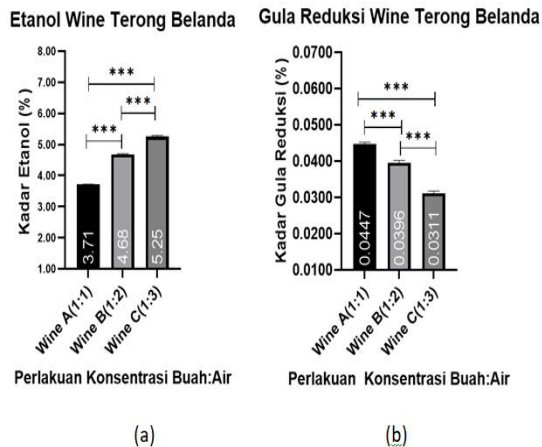 Etanol Wine Terong Belanda
Kadar Etanol (%)
8.00
7.00
6.00
5.00
4.00
3.00
2.00
1.00
***
***
***
3.71
4.68
5.25
Wine A(1:1)
Wine B(1:2)
Wine C(1:3)
Perlakuan Konsentrasi Buah:Air
(a)
Gula Reduksi Wine Terong Belanda
Kadar Gula Reduksi (%)
0.0700
0.0600
0.0500
0.0400
0.0300
0.0100
***
***
***
0.0447
0.0396
0.0311
Wine A(1:1)
Wine B(1:2)
Wine C(1:3)
Perlakuan Konsentrasi Buah:Air
(b)